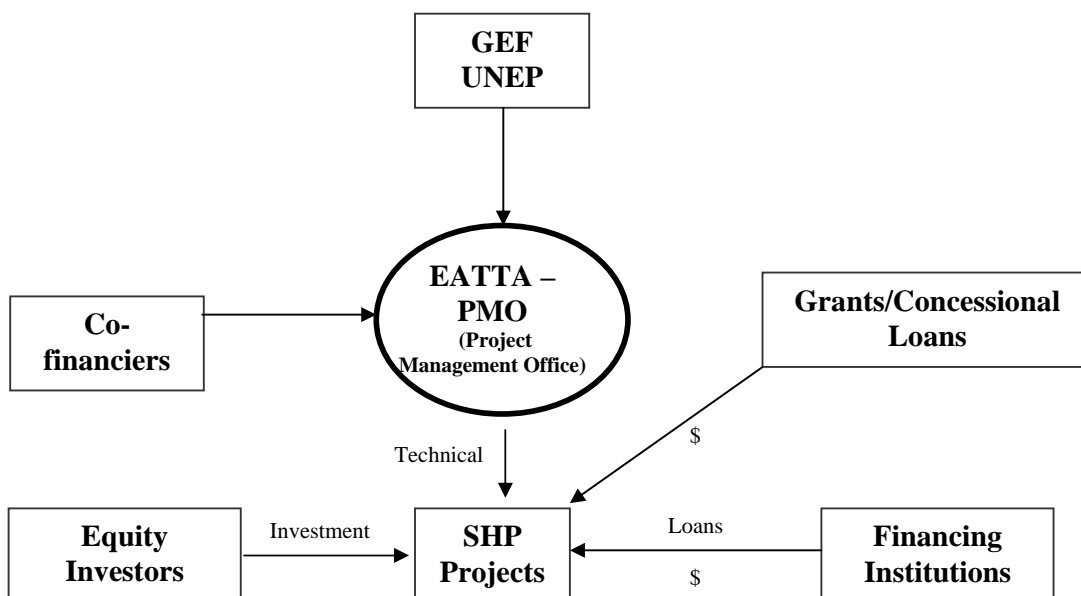 GEF
UNEP
EATTA –
PMO
(Project
Management Office)
Co-
financiers
Grants/Concessional
Loans
$
Technical
Equity
Investors
Investment
SHP
Projects
Loans
$
Financing
Institutions